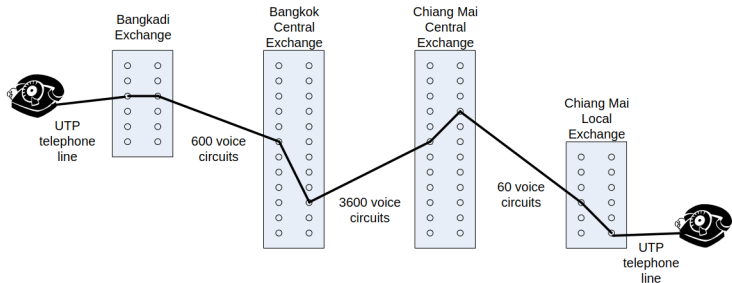 Bangkadi
Exchange
Bangkok
Central
Exchange
Chiang Mai
Central
Exchange
Chiang Mai
Local
Exchange
UTP
telephone
line
600 voice
circuits
3600 voice
circuits
60 voice
circuits
UTP
telephone
line